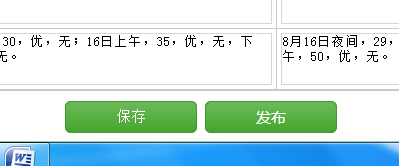 30，优，无；16日上午，35，优，无，下
无。
8月16日夜间，29，
午，50，优，无。
保存
发布